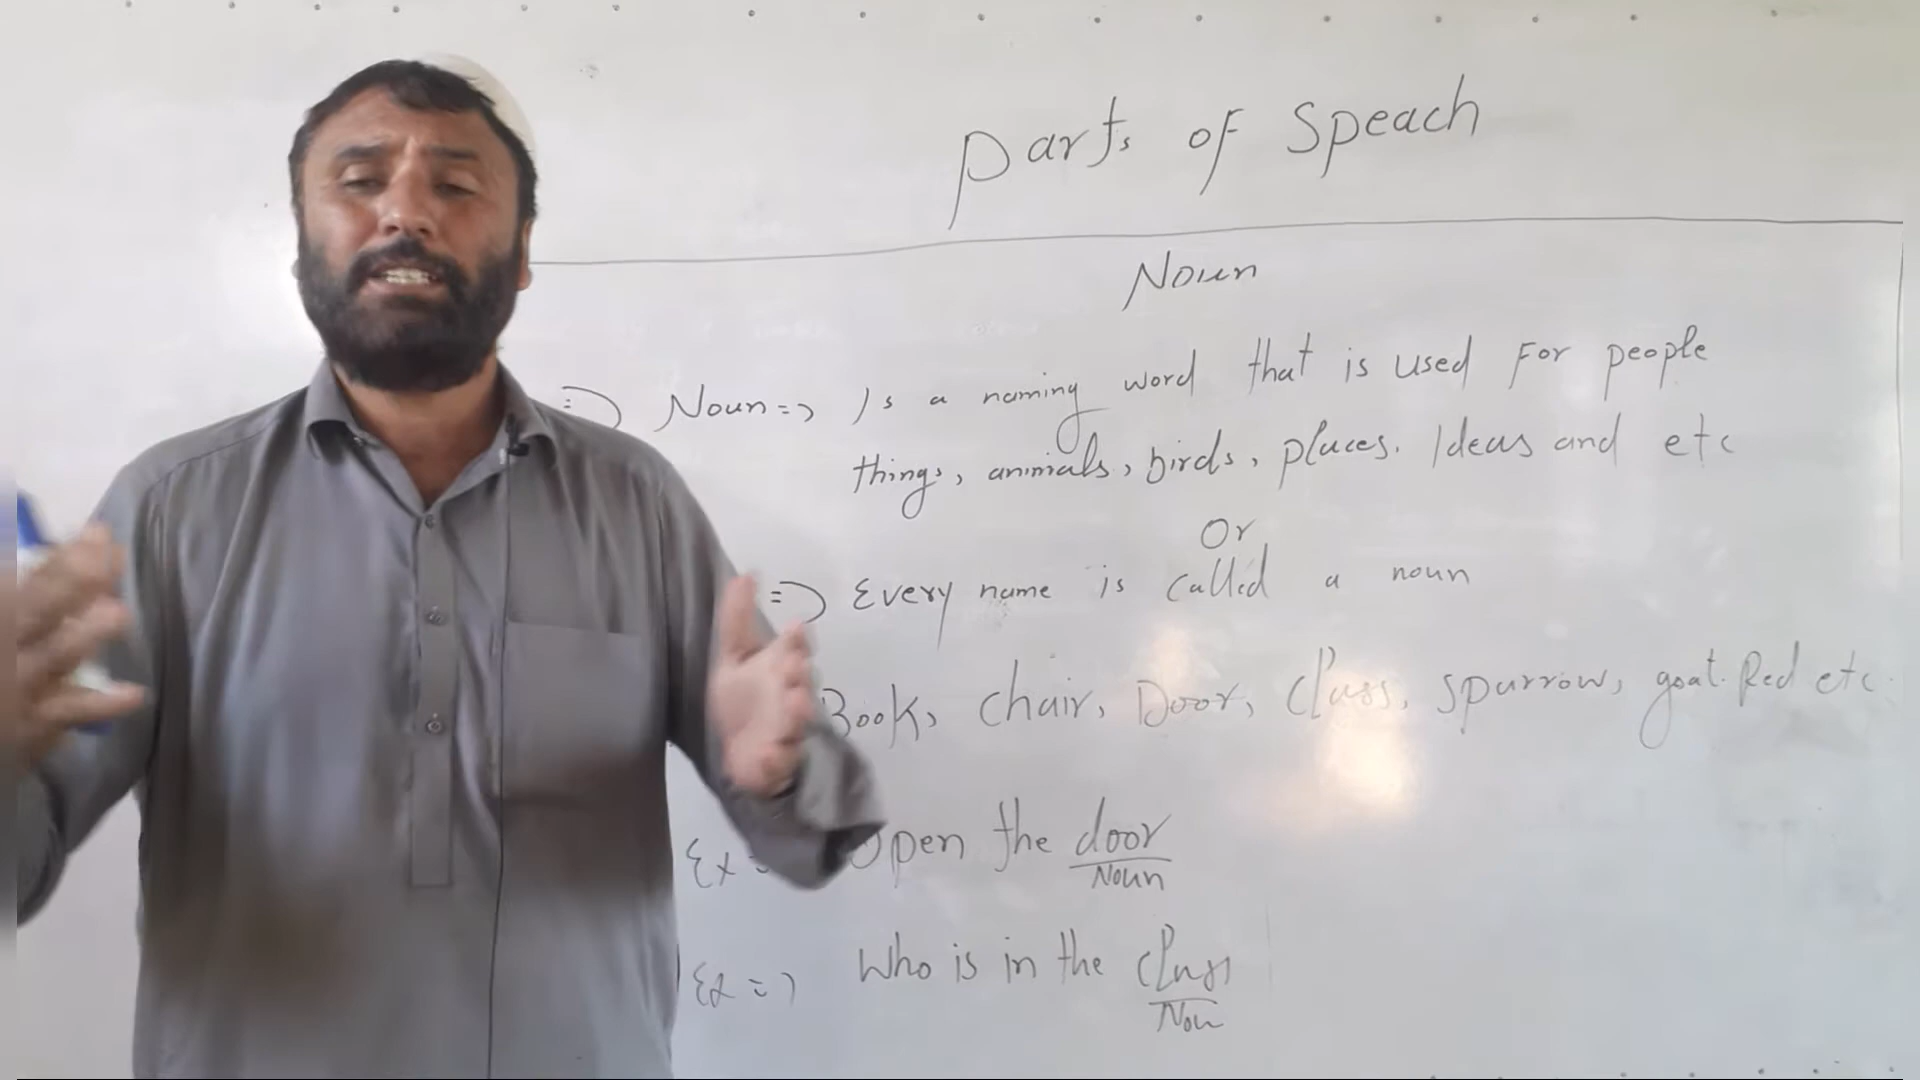 Parts of Speach
Noun
=> Noun => Is a naming word that is used for people
things, animals, birds, places. Ideas and etc
Or
=> Every name is called a noun
Book, chair, Door, Class, sparrow, goat. Red etc
Ex = Open the door
Noun
Ex => Who is in the class
Noun